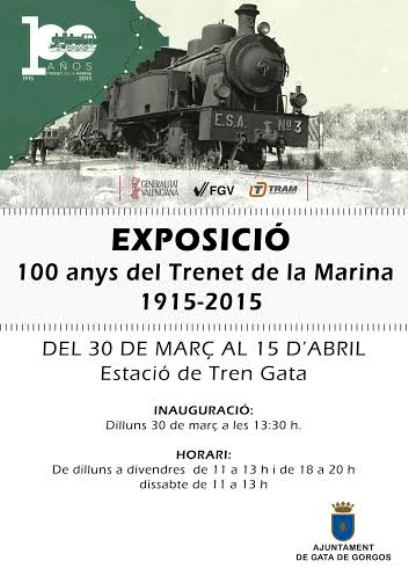 100
AÑOS
1915 TRENET DE LA MARINA 2015
E.S.A. Nº 3
GENERALITAT
VALENCIANA
FGV
TRAM
EXPOSICIÓ
100 anys del Trenet de la Marina
1915-2015
DEL 30 DE MARÇ AL 15 D'ABRIL
Estació de Tren Gata
INAUGURACIÓ:
Dilluns 30 de març a les 13:30 h.
HORARI:
De dilluns a divendres de 11 a 13 h i de 18 a 20 h
dissabte de 11 a 13 h
AJUNTAMENT
DE GATA DE GORGOS